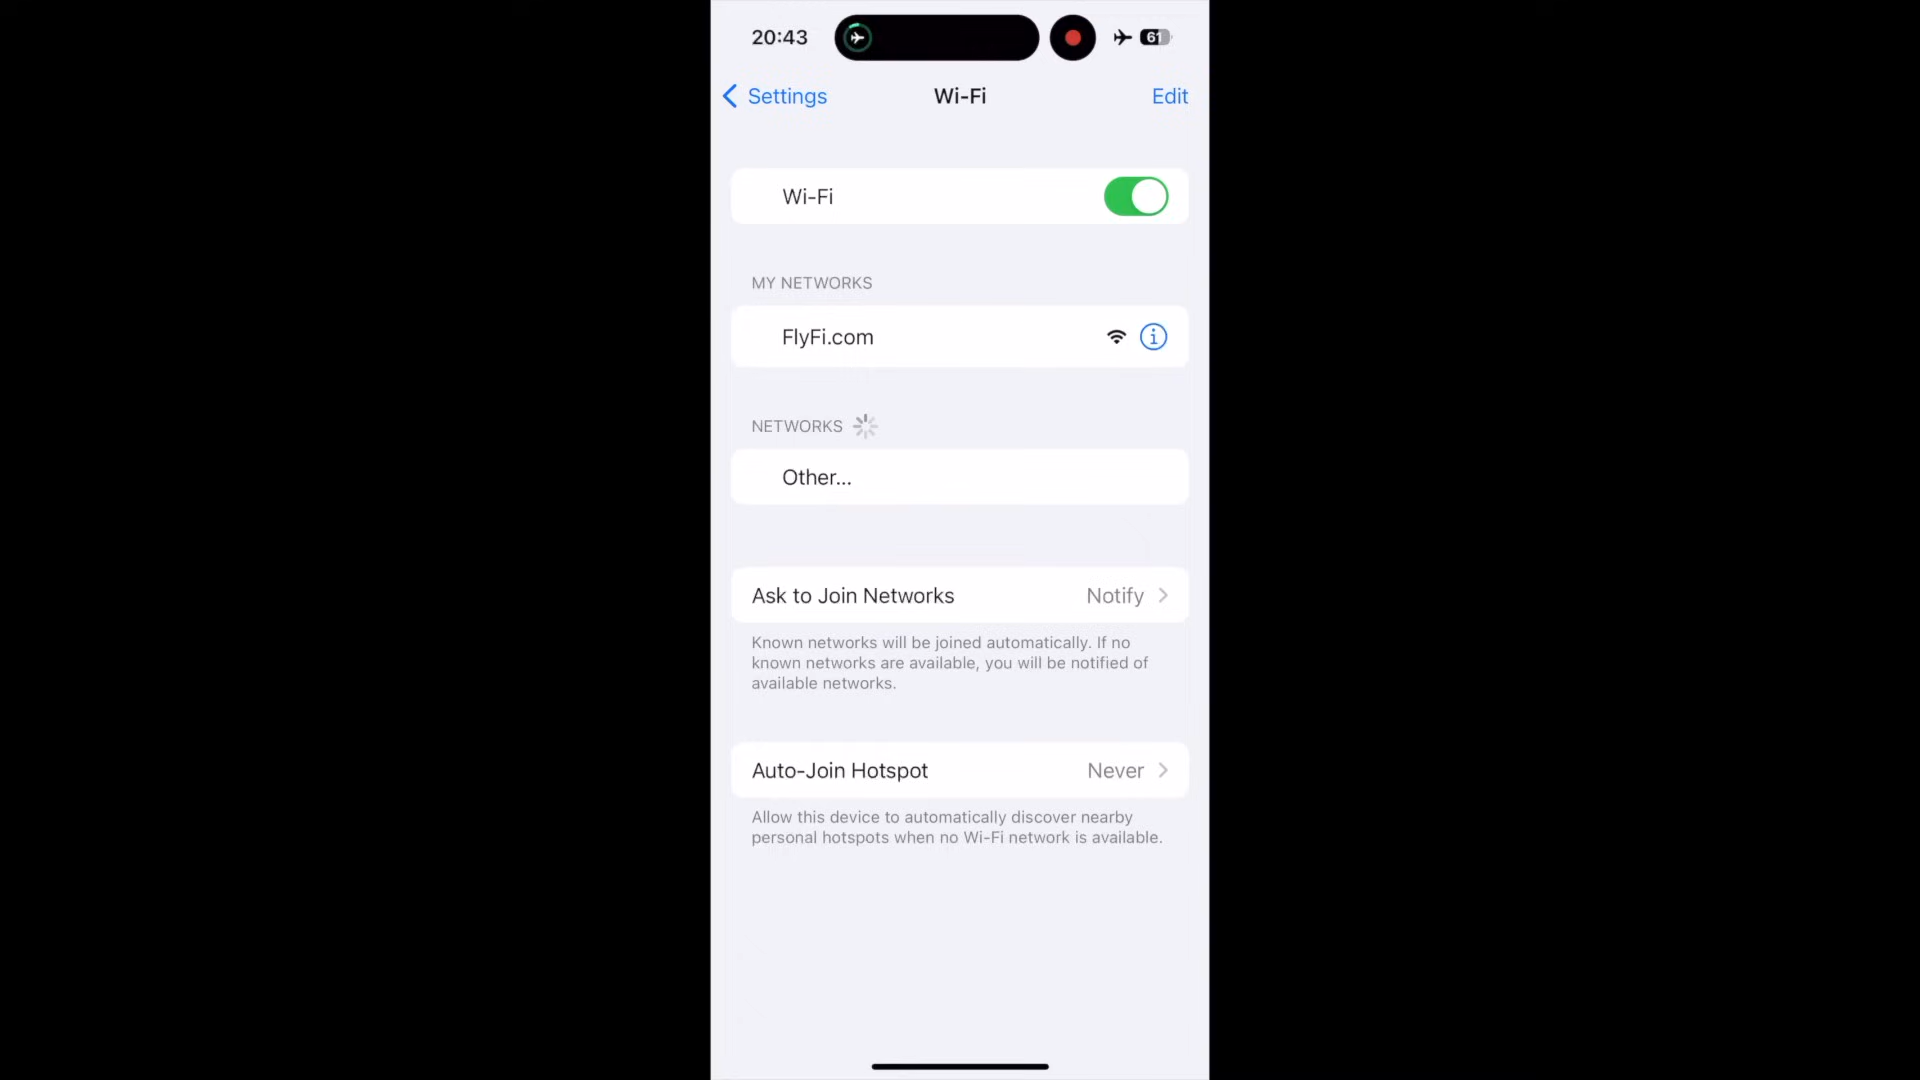 20:43
61
Settings
Wi-Fi
Edit
Wi-Fi
MY NETWORKS
FlyFi.com
NETWORKS
Other...
Ask to Join Networks
Notify
Known networks will be joined automatically. If no
known networks are available, you will be notified of
available networks.
Auto-Join Hotspot
Never
Allow this device to automatically discover nearby
personal hotspots when no Wi-Fi network is available.